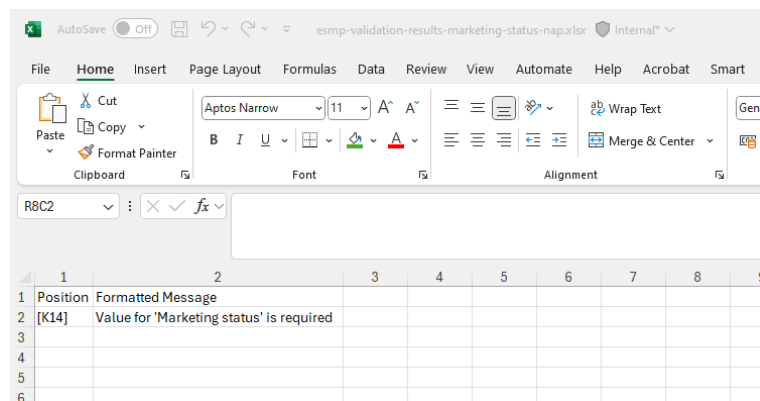 AutoSave Off esmp-validation-results-marketing-status-nap.xlsx Internal*
File Home Insert Page Layout Formulas Data Review View Automate Help Acrobat Smart
Paste
Cut
Copy
Format Painter
Clipboard
Aptos Narrow 11 A A
B I U A
Font
ab Wrap Text
Merge & Center
Alignment
Gen
R8C2 fx
1 2 3 4 5 6 7 8
1 Position Formatted Message
2 [K14] Value for 'Marketing status' is required
3
4
5
6